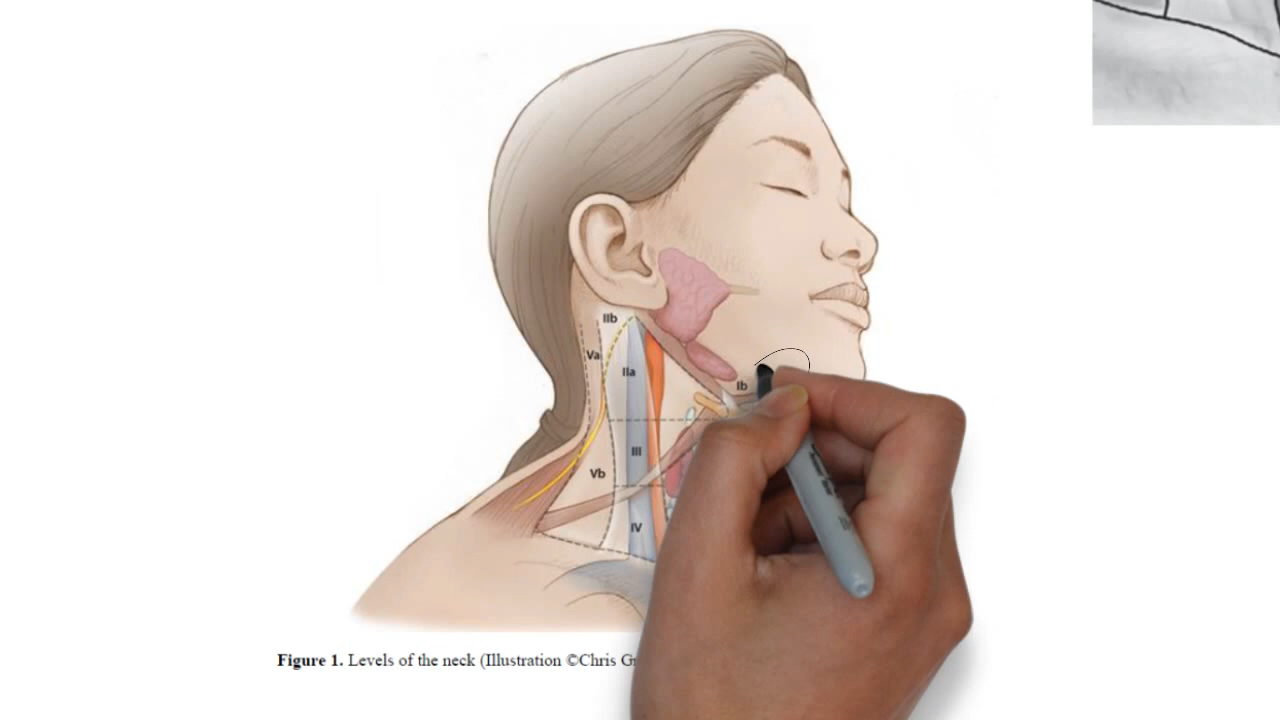 IIb
Va
IIa
Ib
III
Vb
IV
Figure 1. Levels of the neck (Illustration ©Chris